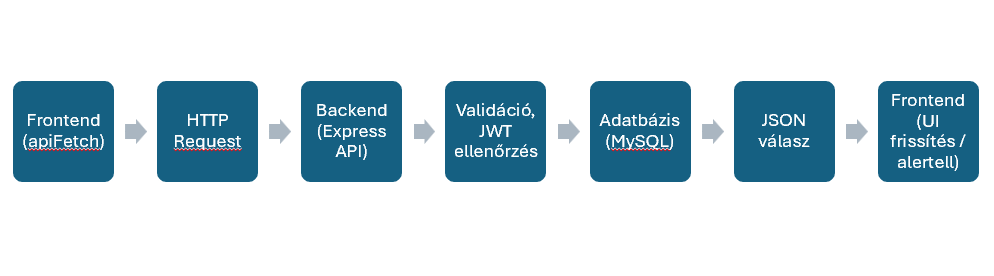 Frontend
(apiFetch)
HTTP
Request
Backend
(Express
API)
Validáció,
JWT
ellenőrzés
Adatbázis
(MySQL)
JSON
válasz
Frontend
(UI
frissítés /
alertell)